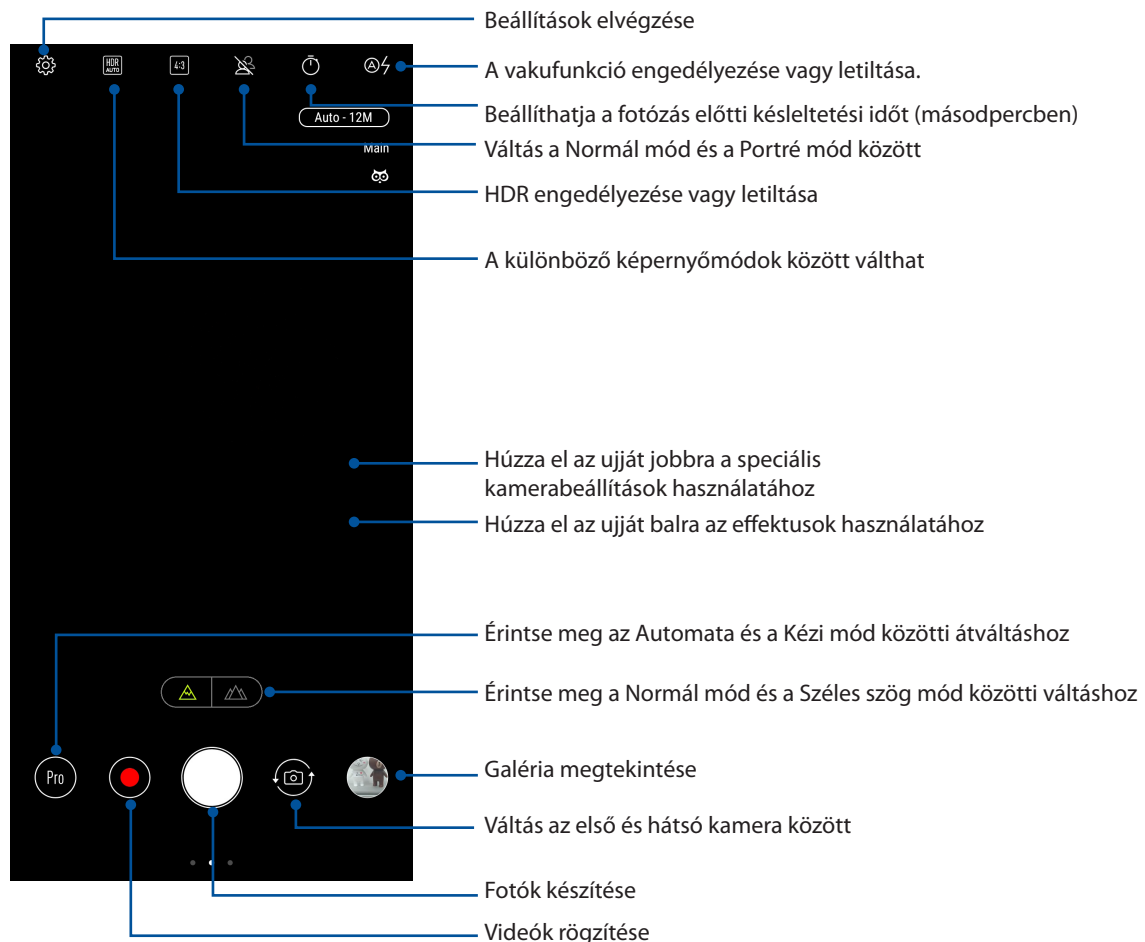 Beállítások elvégzése
HDR
AUTO
4:3
A
A vakufunkció engedélyezése vagy letiltása.
Auto - 12M
Beállíthatja a fotózás előtti késleltetési időt (másodpercben)
Main
Váltás a Normál mód és a Portré mód között
HDR engedélyezése vagy letiltása
A különböző képernyőmódok között válthat
Húzza el az ujját jobbra a speciális
kamerabeállítások használatához
Húzza el az ujját balra az effektusok használatához
Érintse meg az Automata és a Kézi mód közötti átváltáshoz
Érintse meg a Normál mód és a Széles szög mód közötti váltáshoz
Pro
Galéria megtekintése
Váltás az első és hátsó kamera között
Fotók készítése
Videók rögzítése